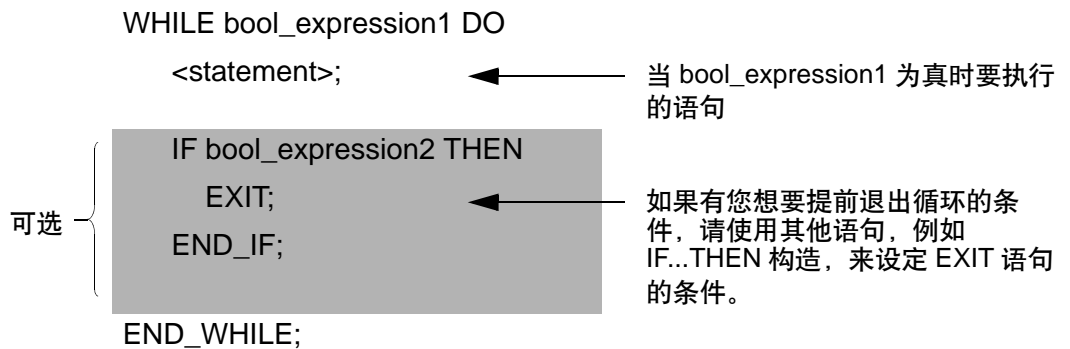 WHILE bool_expression1 DO
<statement>;
当 bool_expression1 为真时要执行
的语句
IF bool_expression2 THEN
EXIT;
END_IF;
可选
如果有您想要提前退出循环的条
件，请使用其他语句，例如
IF...THEN 构造，来设定 EXIT 语句
的条件。
END_WHILE;